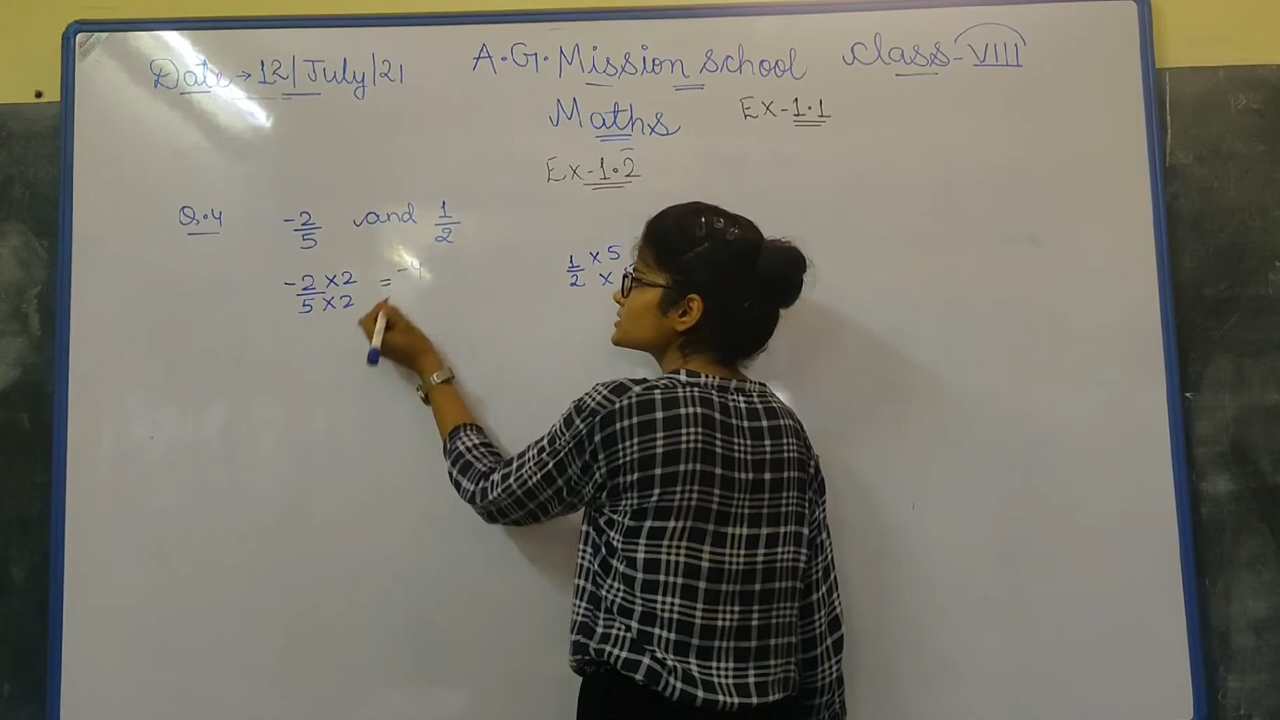 Date → 12/July/21 A.G.Mission school class-VIII
Maths Ex-1.1
Ex-1.2
Q.4 -2/5 and 1/2
-2×2/5×2 = -4 1/2 ×5/×